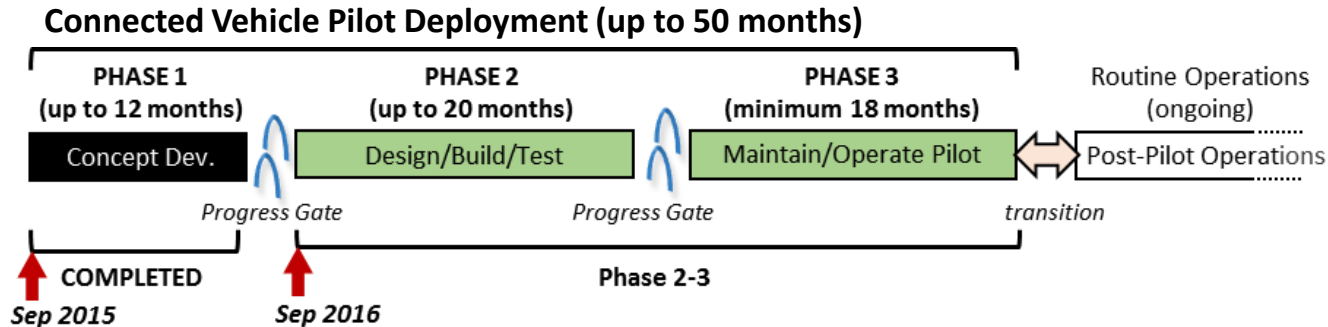 Connected Vehicle Pilot Deployment (up to 50 months)
PHASE 1
(up to 12 months)
PHASE 2
(up to 20 months)
PHASE 3
(minimum 18 months)
Routine Operations
(ongoing)
Concept Dev.
Design/Build/Test
Maintain/Operate Pilot
Post-Pilot Operations
Progress Gate
Progress Gate
transition
COMPLETED
Phase 2-3
Sep 2015
Sep 2016